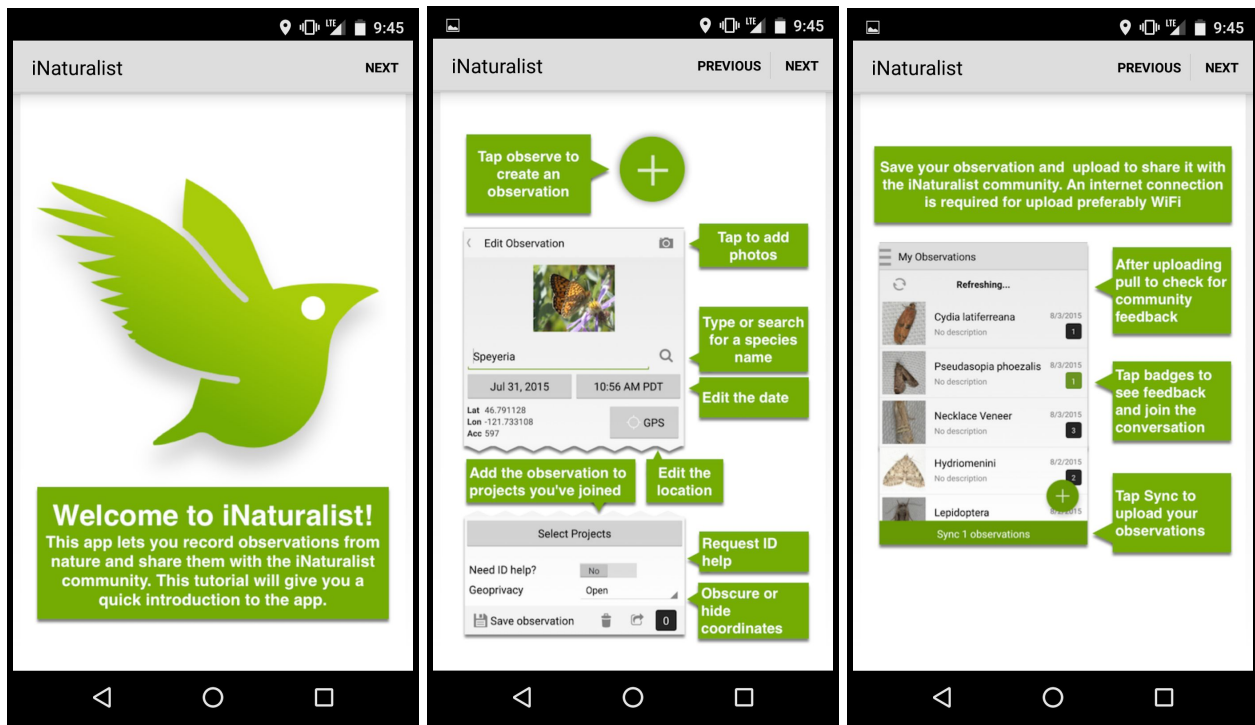 LTE 9:45
iNaturalist NEXT
Welcome to iNaturalist!
This app lets you record observations from
nature and share them with the iNaturalist
community. This tutorial will give you a
quick introduction to the app.
LTE 9:45
iNaturalist PREVIOUS NEXT
Tap observe to
create an
observation
Edit Observation
Tap to add
photos
Type or search
for a species
name
Speyeria
Jul 31, 2015 10:56 AM PDT
Edit the date
Lat 46.791128
Lon -121.733108
Acc 597
GPS
Add the observation to
projects you've joined
Edit the
location
Select Projects
Need ID help? No
Request ID
help
Geoprivacy Open
Obscure or
hide
coordinates
Save observation 0
LTE 9:45
iNaturalist PREVIOUS NEXT
Save your observation and upload to share it with
the iNaturalist community. An internet connection
is required for upload preferably WiFi
My Observations
Refreshing...
After uploading
pull to check for
community
feedback
Cydia latiferreana 8/3/2015
No description 1
Pseudasopia phoezalis 8/3/2015
No description 1
Tap badges to
see feedback
and join the
conversation
Necklace Veneer 8/3/2015
No description 3
Hydriomenini 8/2/2015
No description 2
Lepidoptera
Sync 1 observations
Tap Sync to
upload your
observations